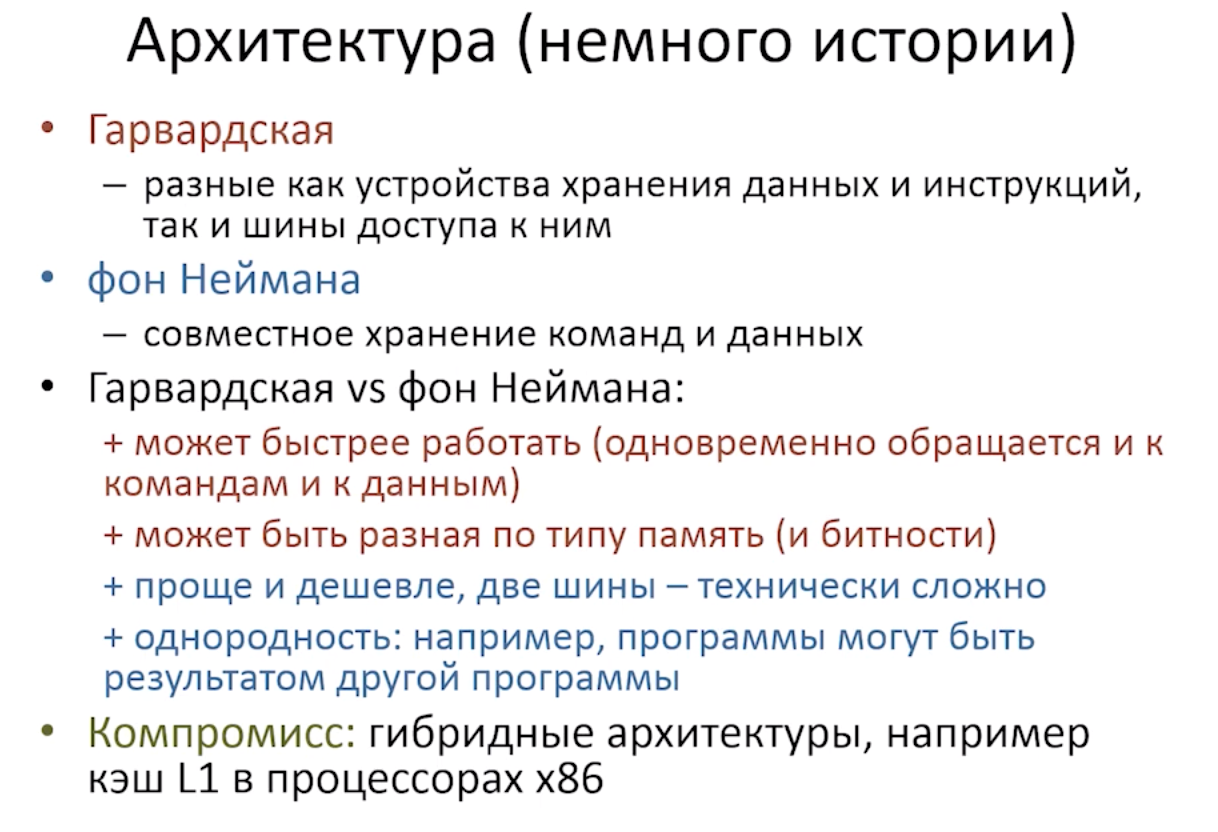 Архитектура (немного истории)
• Гарвардская
– разные как устройства хранения данных и инструкций,
так и шины доступа к ним
• фон Неймана
– совместное хранение команд и данных
• Гарвардская vs фон Неймана:
+ может быстрее работать (одновременно обращается и к
командам и к данным)
+ может быть разная по типу память (и битности)
+ проще и дешевле, две шины – технически сложно
+ однородность: например, программы могут быть
результатом другой программы
• Компромисс: гибридные архитектуры, например
кэш L1 в процессорах x86